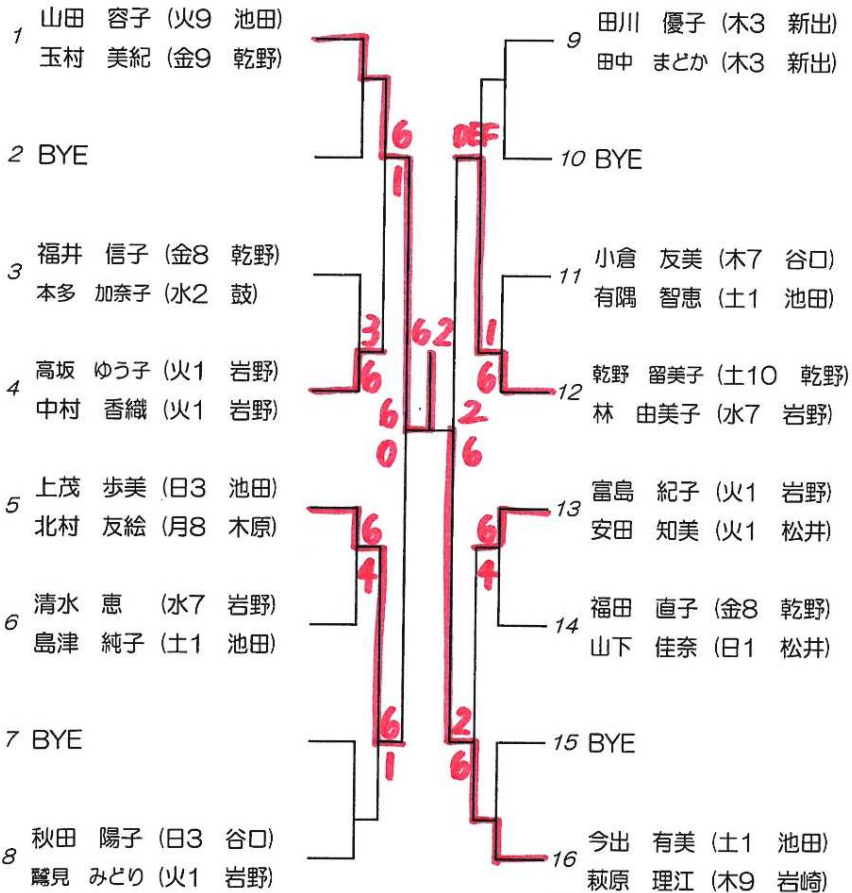 1 山田 容子 (火9 池田)
玉村 美紀 (金9 乾野)
2 BYE
3 福井 信子 (金8 乾野)
本多 加奈子 (水2 鼓)
4 高坂 ゆう子 (火1 岩野)
中村 香織 (火1 岩野)
5 上茂 歩美 (日3 池田)
北村 友絵 (月8 木原)
6 清水 恵 (水7 岩野)
島津 純子 (土1 池田)
7 BYE
8 秋田 陽子 (日3 谷口)
鷲見 みどり (火1 岩野)
6
1
3
6
6
4
6
1
6
0
6 2
DEF
1
6
2
6
6
4
2
6
9 田川 優子 (木3 新出)
田中 まどか (木3 新出)
10 BYE
11 小倉 友美 (木7 谷口)
有隅 智恵 (土1 池田)
12 乾野 留美子 (土10 乾野)
林 由美子 (水7 岩野)
13 富島 紀子 (火1 岩野)
安田 知美 (火1 松井)
14 福田 直子 (金8 乾野)
山下 佳奈 (日1 松井)
15 BYE
16 今出 有美 (土1 池田)
萩原 理江 (木9 岩崎)